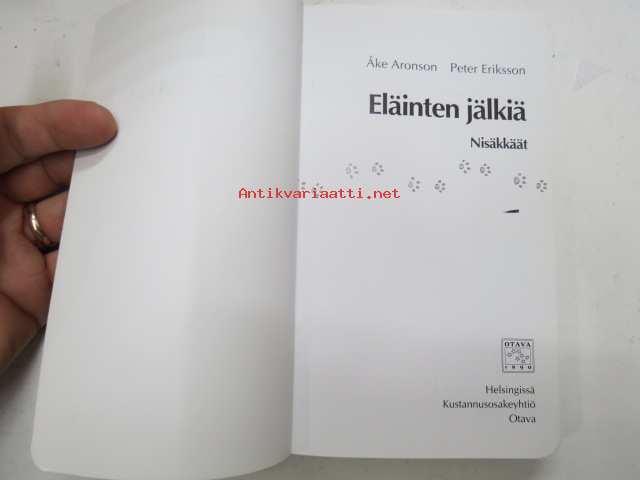 Åke Aronson Peter Eriksson
Eläinten jälkiä
Nisäkkäät
Antikvariaatti.net
OTAVA
1890
Helsingissä
Kustannusosakeyhtiö
Otava